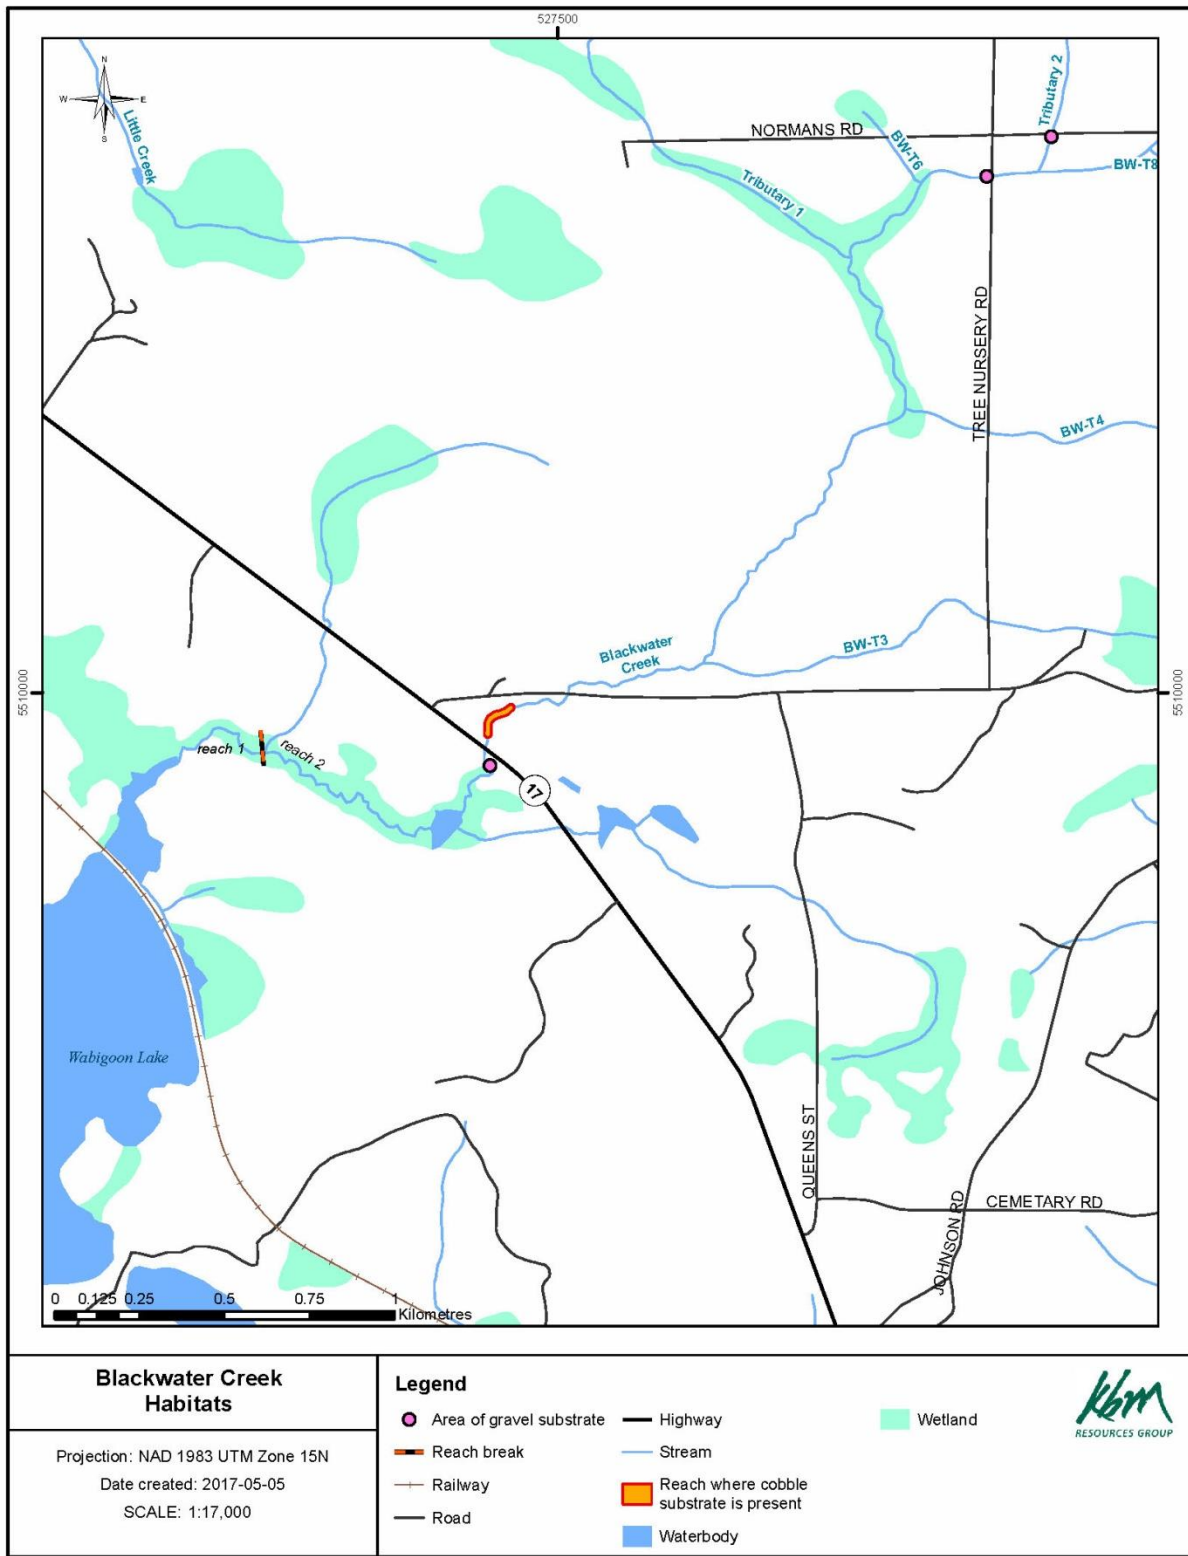 527500
N
W E
S
Little Creek
NORMANS RD
Tributary 2
BW-T6
BW-T8
Tributary 1
TREE NURSERY RD
BW-T4
Blackwater
Creek
BW-T3
5510000
5510000
reach 1
reach 2
17
Wabigoon Lake
QUEENS ST
CEMETARY RD
JOHNSON RD
0 0.125 0.25 0.5 0.75 1
Kilometres
Blackwater Creek
Habitats
Projection: NAD 1983 UTM Zone 15N
Date created: 2017-05-05
SCALE: 1:17,000
Legend
Area of gravel substrate
Reach break
Railway
Road
Highway
Stream
Reach where cobble
substrate is present
Waterbody
Wetland
kbm
RESOURCES GROUP